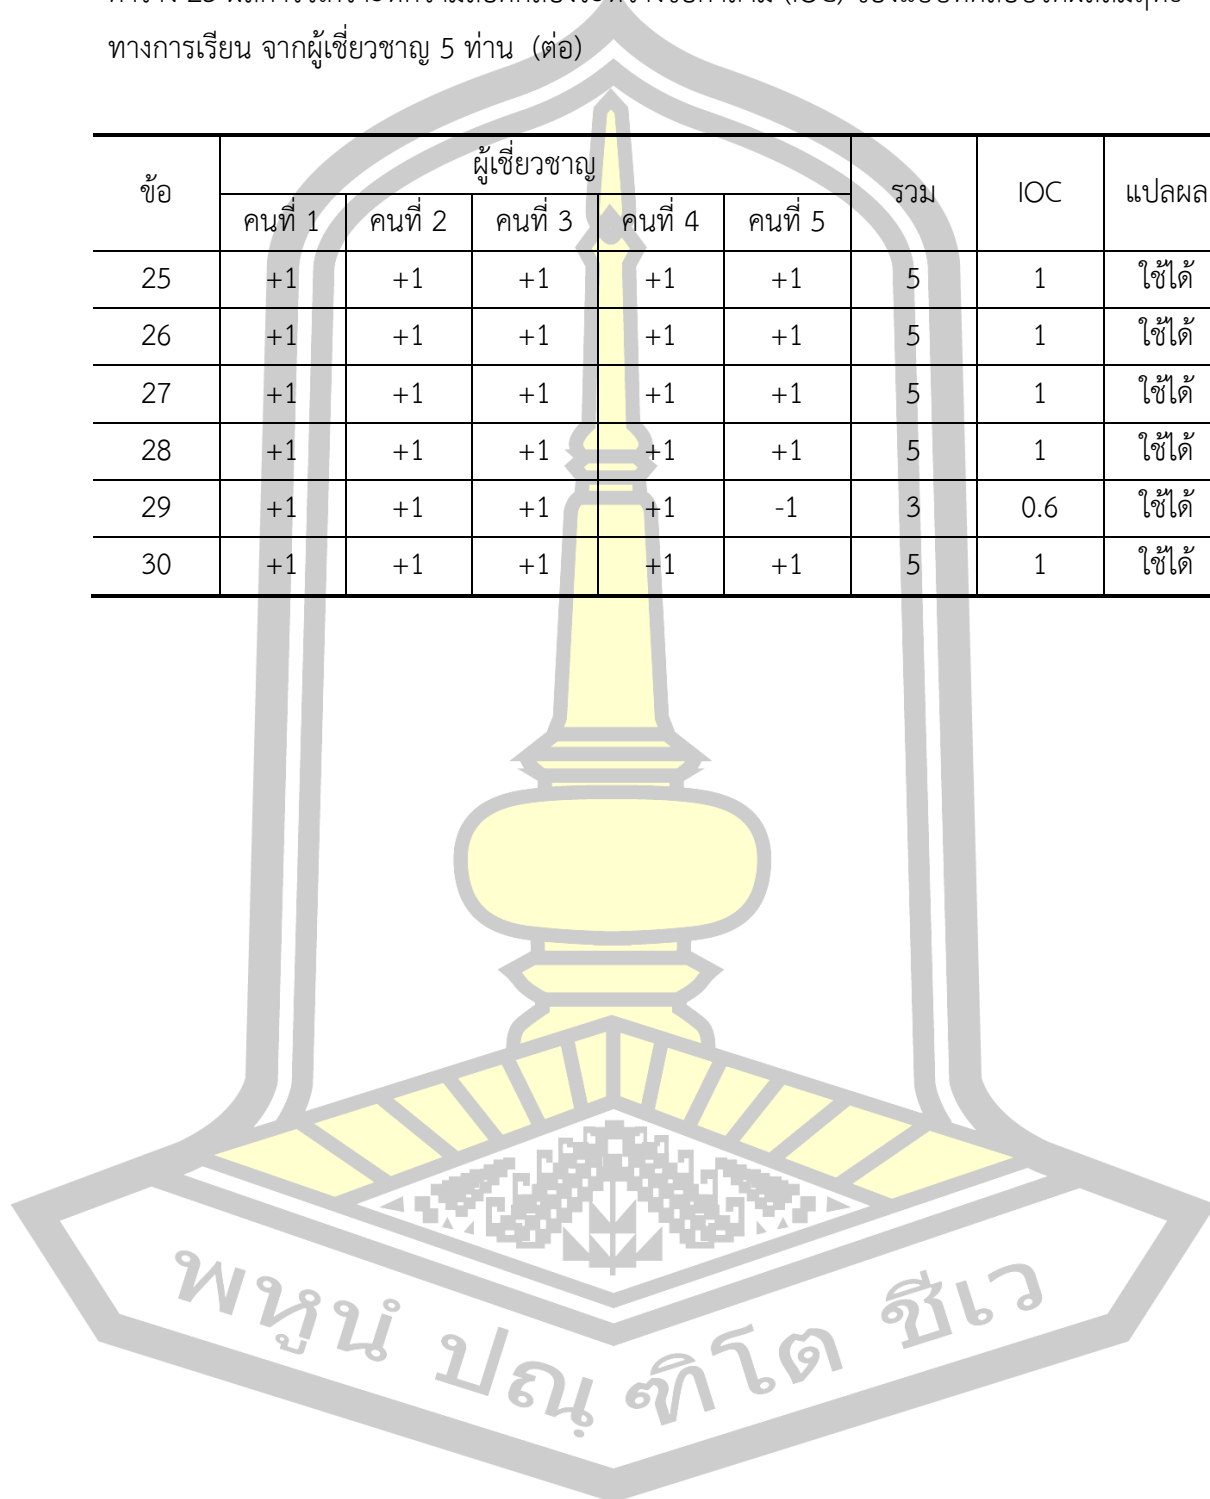 ทางการเรียน จากผู้เชี่ยวชาญ 5 ท่าน (ต่อ)
ข้อ ผู้เชี่ยวชาญ รวม IOC แปลผล
คนที่ 1 คนที่ 2 คนที่ 3 คนที่ 4 คนที่ 5
25 +1 +1 +1 +1 +1 5 1 ใช้ได้
26 +1 +1 +1 +1 +1 5 1 ใช้ได้
27 +1 +1 +1 +1 +1 5 1 ใช้ได้
28 +1 +1 +1 +1 +1 5 1 ใช้ได้
29 +1 +1 +1 +1 -1 3 0.6 ใช้ได้
30 +1 +1 +1 +1 +1 5 1 ใช้ได้
พหูนํ ปณฺฑิโต ชีเว